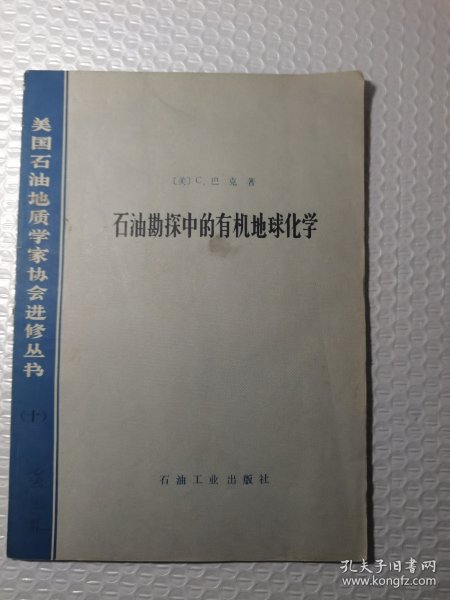 美国石油地质学家协会进修丛书
(十)
〔美〕C.巴克著
石油勘探中的有机地球化学
石油工业出版社
孔夫子旧书网
www.kongfz.com